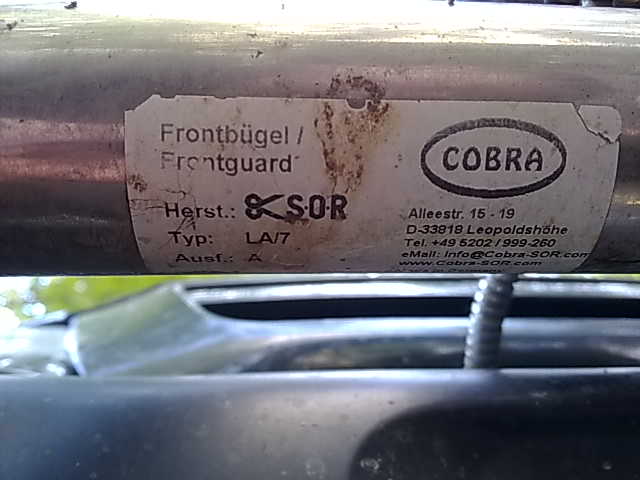 Frontbügel /
Frontguard
Herst.: SOR
Typ: LA/7
Ausf.: A
COBRA
Alleestr. 15 - 19
D-33818 Leopoldshöhe
Tel. +49 5202 / 999-260
eMail: Info@Cobra-SOR.com
www.Cobra-SOR.com